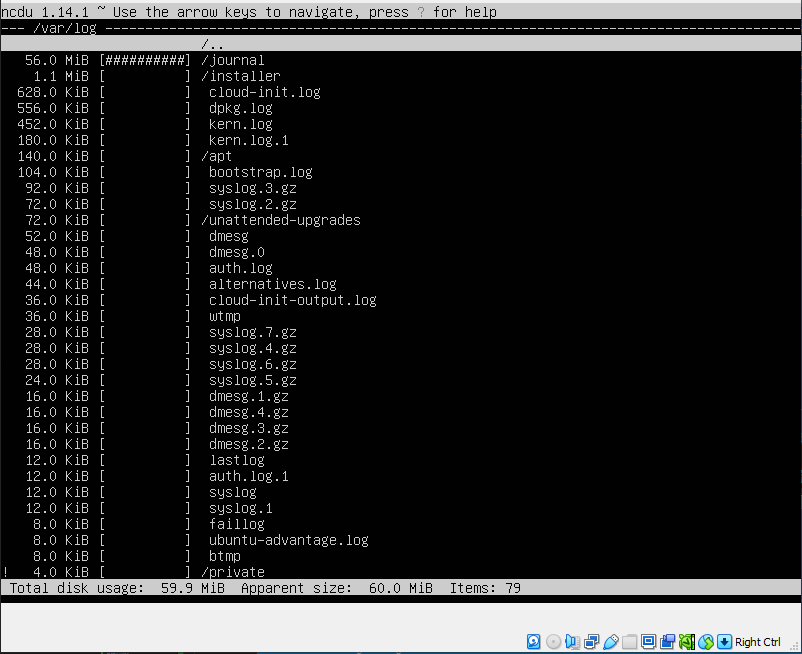 ncdu 1.14.1 ~ Use the arrow keys to navigate, press ? for help
--- /var/log ----------------------------------------------------------------------------------------
                         /..
   56.0 MiB [##########] /journal
    1.1 MiB [          ] /installer
  628.0 KiB [          ]  cloud-init.log
  556.0 KiB [          ]  dpkg.log
  452.0 KiB [          ]  kern.log
  180.0 KiB [          ]  kern.log.1
  140.0 KiB [          ] /apt
  104.0 KiB [          ]  bootstrap.log
   92.0 KiB [          ]  syslog.3.gz
   72.0 KiB [          ]  syslog.2.gz
   72.0 KiB [          ] /unattended-upgrades
   52.0 KiB [          ]  dmesg
   48.0 KiB [          ]  dmesg.0
   48.0 KiB [          ]  auth.log
   44.0 KiB [          ]  alternatives.log
   36.0 KiB [          ]  cloud-init-output.log
   36.0 KiB [          ]  wtmp
   28.0 KiB [          ]  syslog.7.gz
   28.0 KiB [          ]  syslog.4.gz
   28.0 KiB [          ]  syslog.6.gz
   24.0 KiB [          ]  syslog.5.gz
   16.0 KiB [          ]  dmesg.1.gz
   16.0 KiB [          ]  dmesg.4.gz
   16.0 KiB [          ]  dmesg.3.gz
   16.0 KiB [          ]  dmesg.2.gz
   12.0 KiB [          ]  lastlog
   12.0 KiB [          ]  auth.log.1
   12.0 KiB [          ]  syslog
   12.0 KiB [          ]  syslog.1
    8.0 KiB [          ]  faillog
    8.0 KiB [          ]  ubuntu-advantage.log
    8.0 KiB [          ]  btmp
!   4.0 KiB [          ] /private
 Total disk usage:  59.9 MiB  Apparent size:  60.0 MiB  Items: 79
Right Ctrl